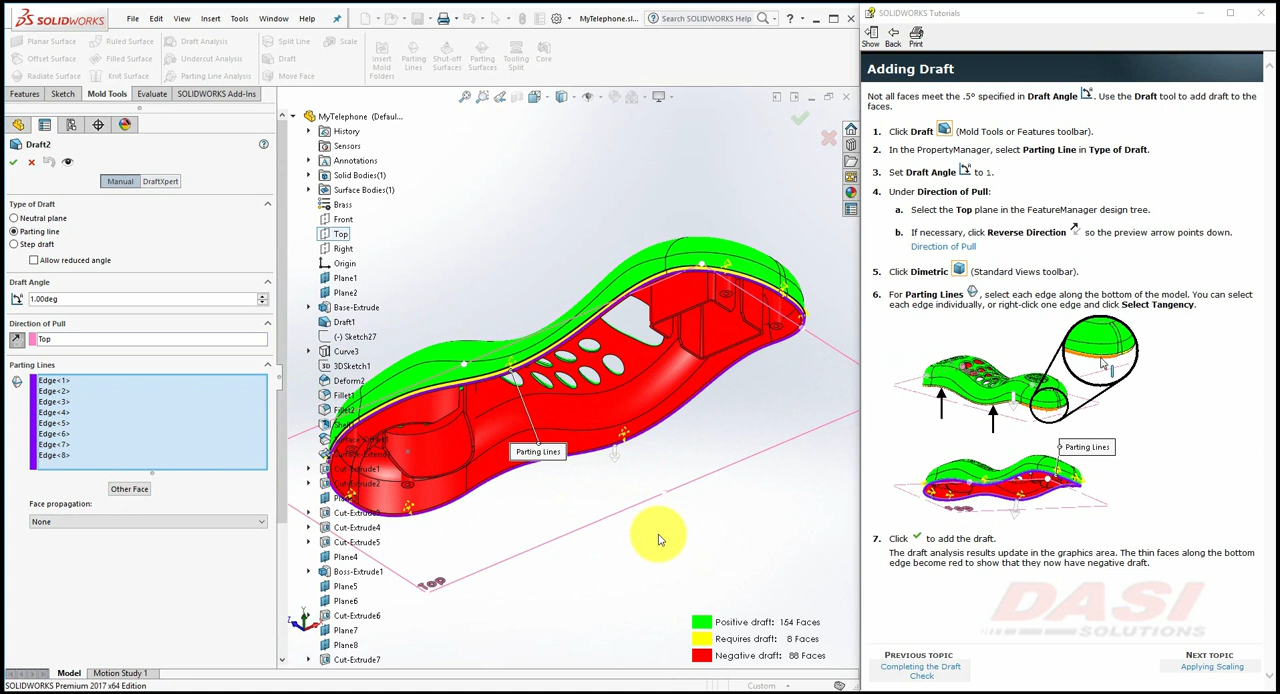 SOLIDWORKS
File Edit View Insert Tools Window Help
MyTelephone.sl...
Search SOLIDWORKS Help
Planar Surface
Ruled Surface
Draft Analysis
Split Line
Scale
Offset Surface
Filled Surface
Undercut Analysis
Draft
Radiate Surface
Knit Surface
Parting Line Analysis
Move Face
Insert Mold Folders
Parting Lines
Shut-off Surfaces
Parting Surfaces
Tooling Split
Core
Features Sketch Mold Tools Evaluate SOLIDWORKS Add-Ins
Draft2
Manual DraftXpert
Type of Draft
Neutral plane
Parting line
Step draft
Allow reduced angle
Draft Angle
1.00deg
Direction of Pull
Top
Parting Lines
Edge<1>
Edge<2>
Edge<3>
Edge<4>
Edge<5>
Edge<6>
Edge<7>
Edge<8>
Other Face
Face propagation:
None
MyTelephone (Defau...
History
Sensors
Annotations
Solid Bodies(1)
Surface Bodies(1)
Brass
Front
Top
Right
Origin
Plane1
Plane2
Base-Extrude
Draft1
(-) Sketch27
Curve3
3D 3DSketch1
Deform2
Fillet1
Fillet2
Cut-Extrude1
Cut-Extrude2
Cut-Extrude4
Cut-Extrude5
Plane4
Boss-Extrude1
Plane5
Plane6
Cut-Extrude6
Plane7
Plane8
Cut-Extrude7
Parting Lines
Top
Positive draft: 154 Faces
Requires draft: 8 Faces
Negative draft: 88 Faces
Model Motion Study 1
SOLIDWORKS Premium 2017 x64 Edition
Custom
SOLIDWORKS Tutorials
Show Back Print
Adding Draft
Not all faces meet the .5° specified in Draft Angle . Use the Draft tool to add draft to the
faces.
1. Click Draft (Mold Tools or Features toolbar).
2. In the PropertyManager, select Parting Line in Type of Draft.
3. Set Draft Angle to 1.
4. Under Direction of Pull:
a. Select the Top plane in the FeatureManager design tree.
b. If necessary, click Reverse Direction so the preview arrow points down.
Direction of Pull
5. Click Dimetric (Standard Views toolbar).
6. For Parting Lines , select each edge along the bottom of the model. You can select
each edge individually, or right-click one edge and click Select Tangency.
Parting Lines
7. Click to add the draft.
The draft analysis results update in the graphics area. The thin faces along the bottom
edge become red to show that they now have negative draft.
DASI
SOLUTIONS
PREVIOUS TOPIC
Completing the Draft
Check
NEXT TOPIC
Applying Scaling